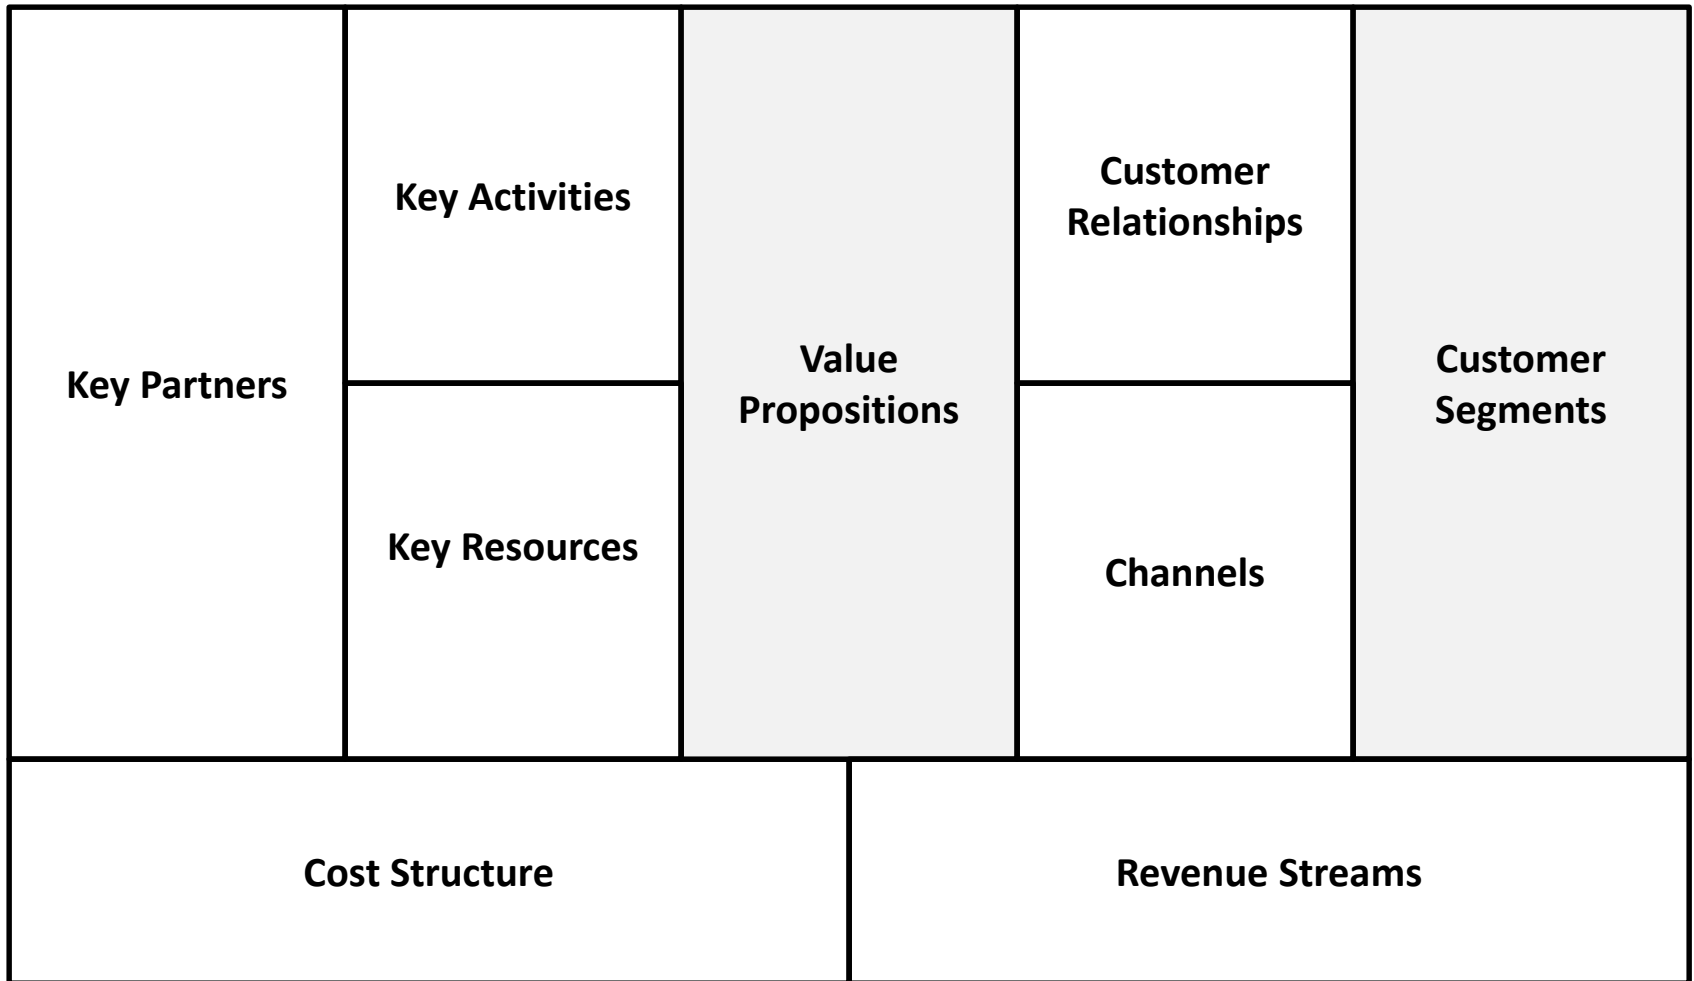 Key Partners
Key Activities
Key Resources
Value
Propositions
Customer
Relationships
Channels
Customer
Segments
Cost Structure
Revenue Streams